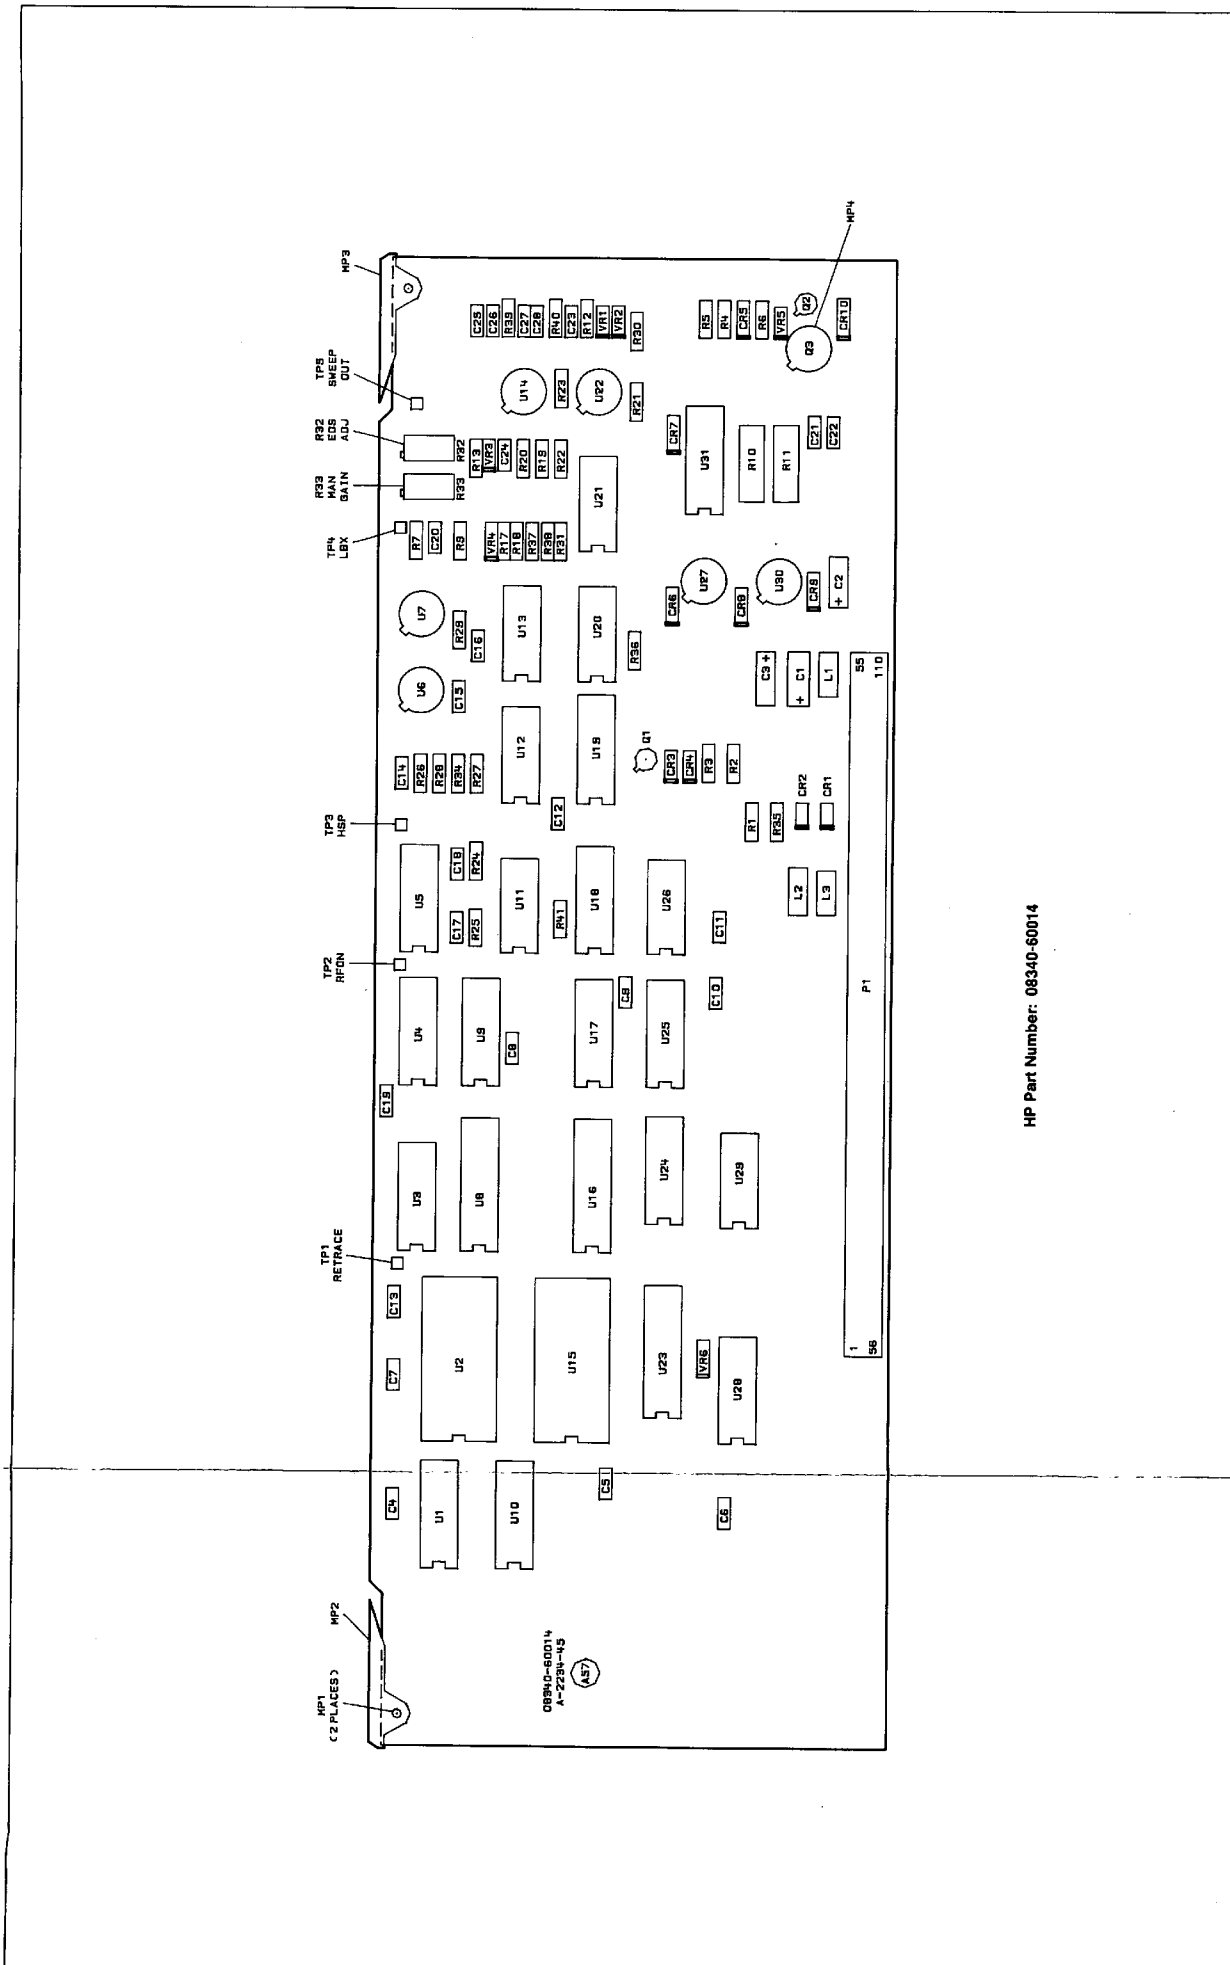 MP1
(2 PLACES)
MP2
TP1
RETRACE
TP2
RFON
TP3
HSP
TP4
LBX
R33
MAN
GAIN
R32
EOS
ADJ
TP5
SWEEP
OUT
MP3
C4
C7
C13
C19
C14
R26
R28
R34
R27
U1
U10
C5
C6
U2
U15
U23
VR6
U28
U3
U8
U16
U24
U29
U4
U9
C8
U17
C9
U25
C10
U5
C17
C18
R25
R24
U11
R41
U18
U26
C11
U6
C15
U7
R29
C16
U12
C12
U13
U19
U20
R36
Q1
CR3
CR4
R3
R2
R1
R35
CR2
CR1
L2
L3
R7
C20
R9
VR4
R17
R18
R37
R38
R31
R33
R32
R13
VR3
C24
R20
R19
R22
U21
U14
R23
U22
R21
C25
C26
R39
C27
C28
R40
C23
R12
VR1
VR2
R30
CR7
U31
R10
R11
C21
C22
R5
R4
CR5
R6
VR5
Q2
Q3
CR10
MP4
CR6
U27
CR9
U30
CR8
+ C2
C3 +
+ C1
L1
1
56
P1
55
110
08340-60014
A-2234-45
A57
HP Part Number: 08340-60014